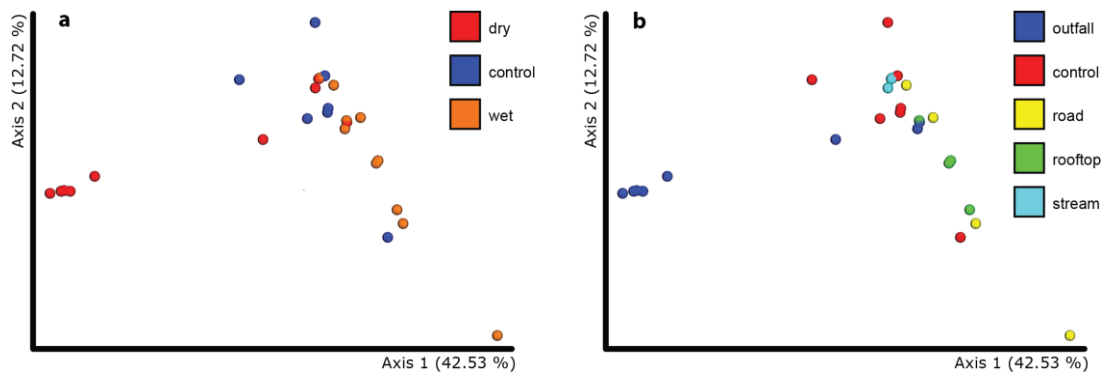 a
dry
control
wet
Axis 2 (12.72 %)
Axis 1 (42.53 %)
b
outfall
control
road
rooftop
stream
Axis 2 (12.72 %)
Axis 1 (42.53 %)